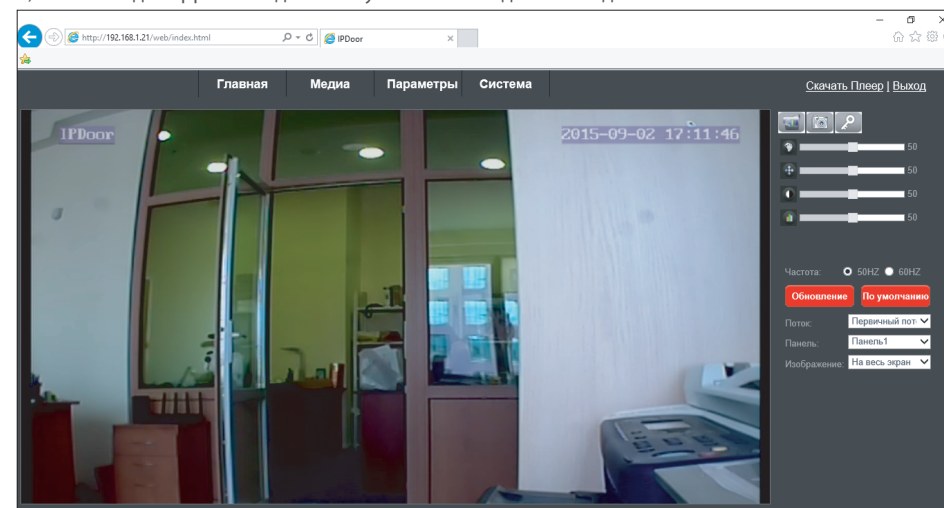 http://192.168.1.21/web/index.html
IPDoor
Главная Медиа Параметры Система
Скачать Плеер | Выход
IPDoor 2015-09-02 17:11:46
50
50
50
50
Частота: 50HZ 60HZ
Обновление По умолчанию
Поток: Первичный пот
Панель: Панель1
Изображение: На весь экран